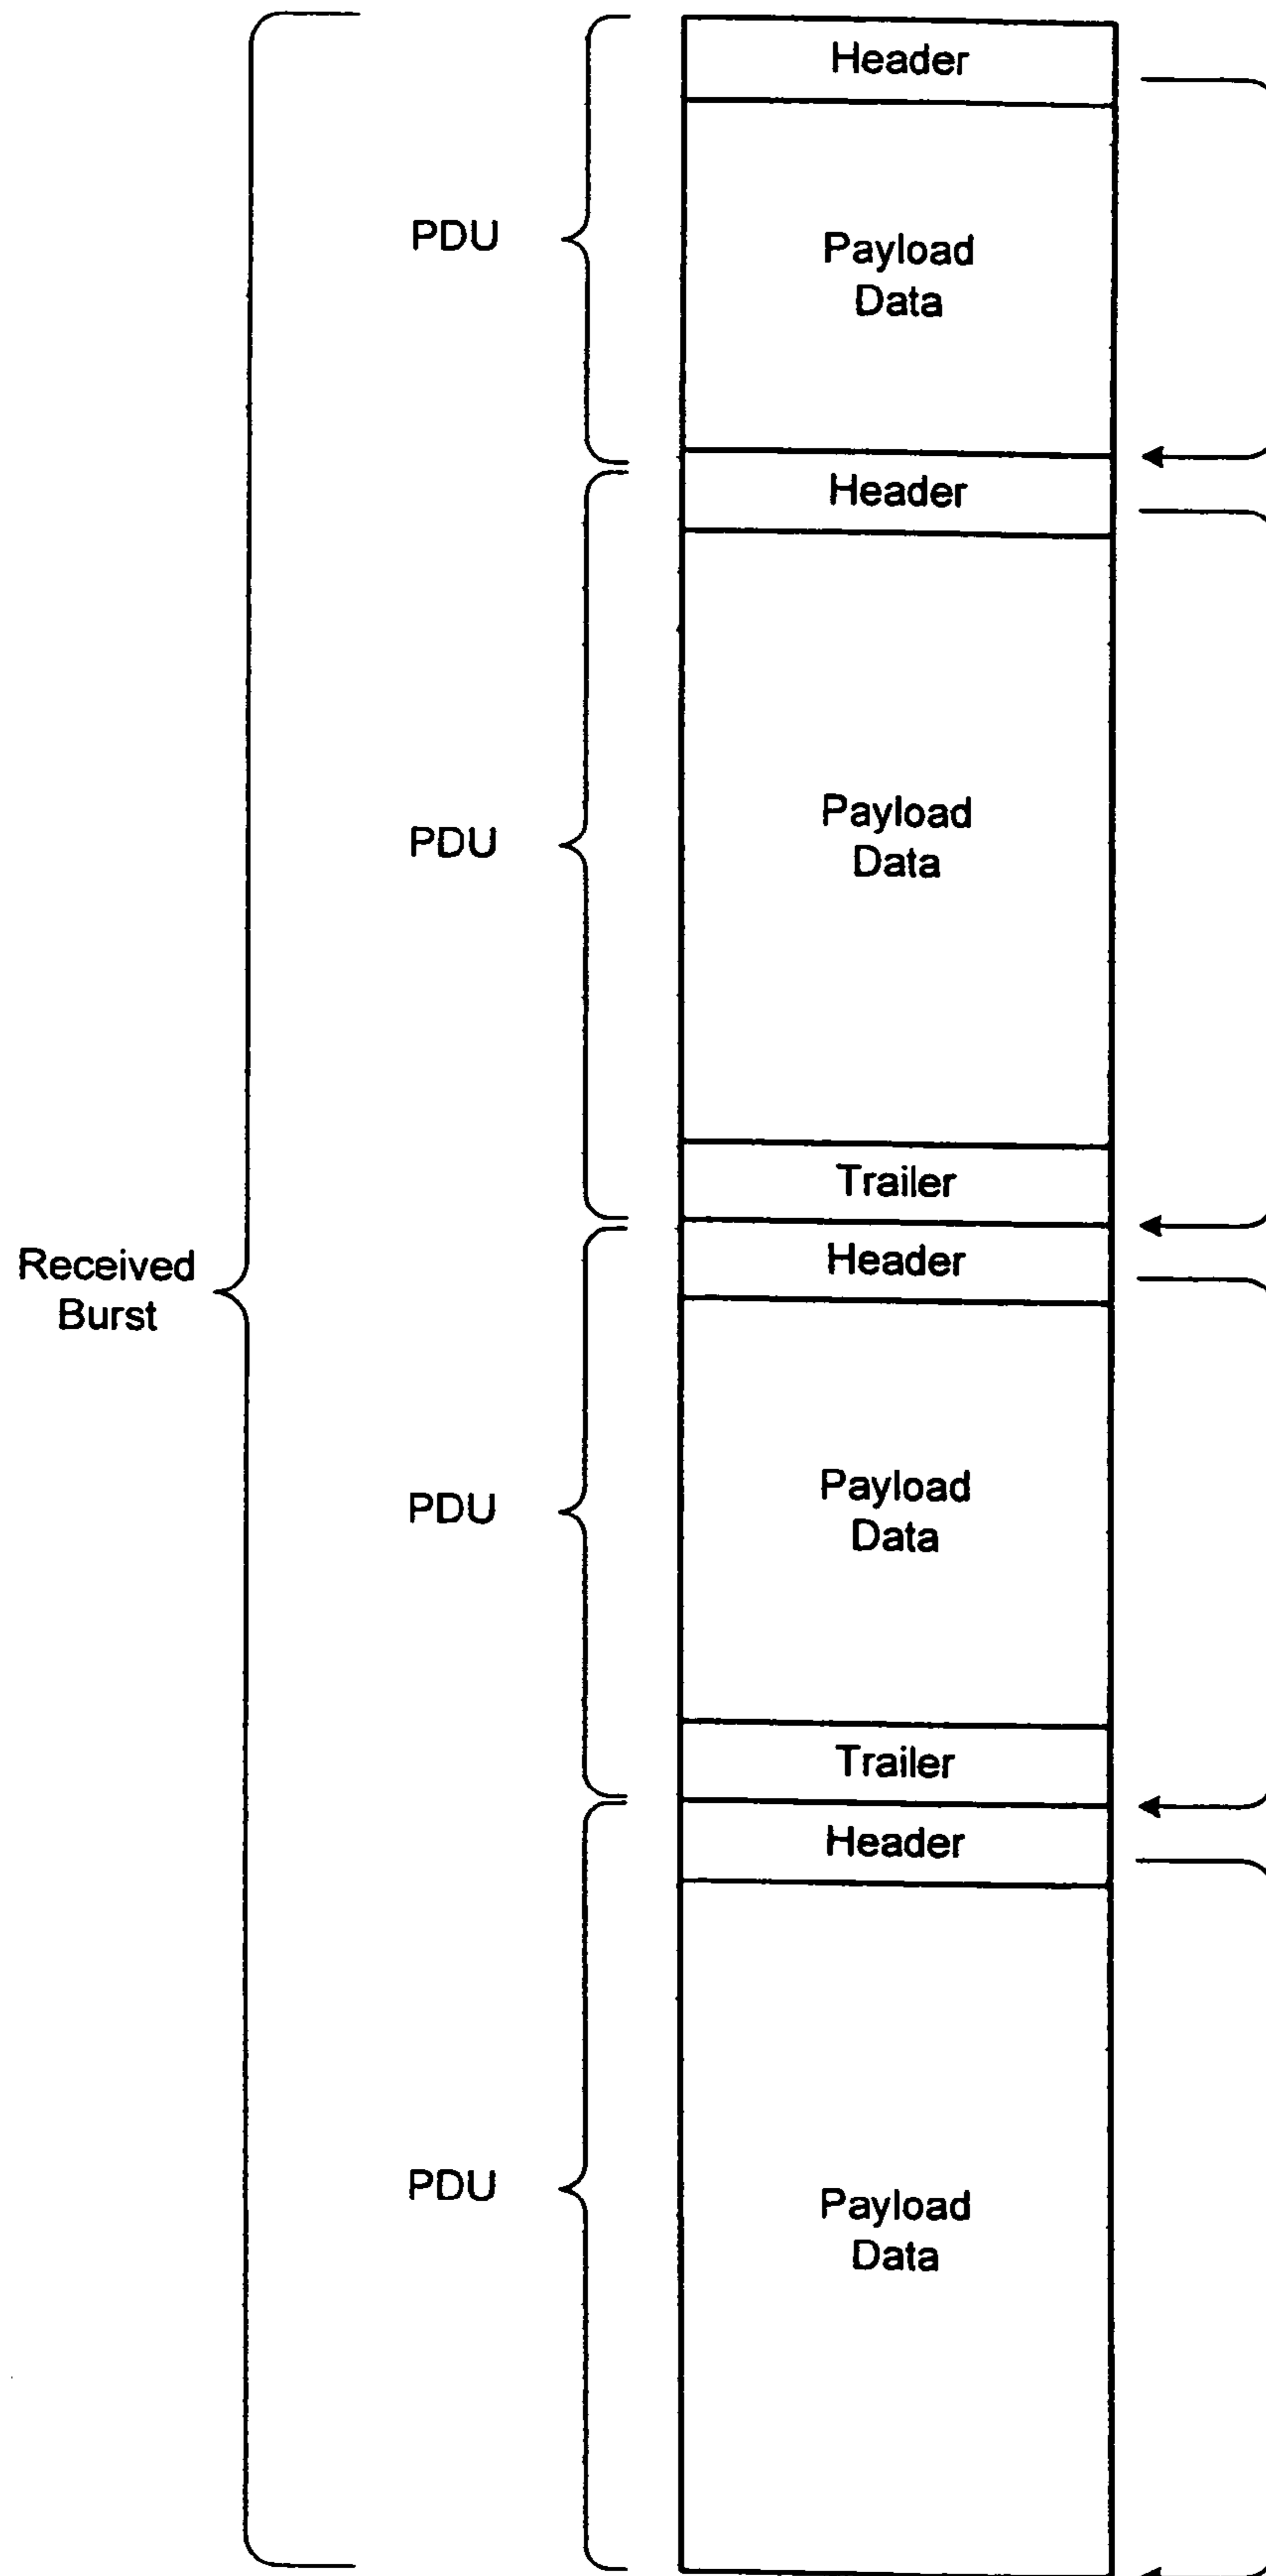 Header
PDU
Payload
Data
Header
PDU
Payload
Data
Trailer
Received
Burst
Header
PDU
Payload
Data
Trailer
Header
PDU
Payload
Data